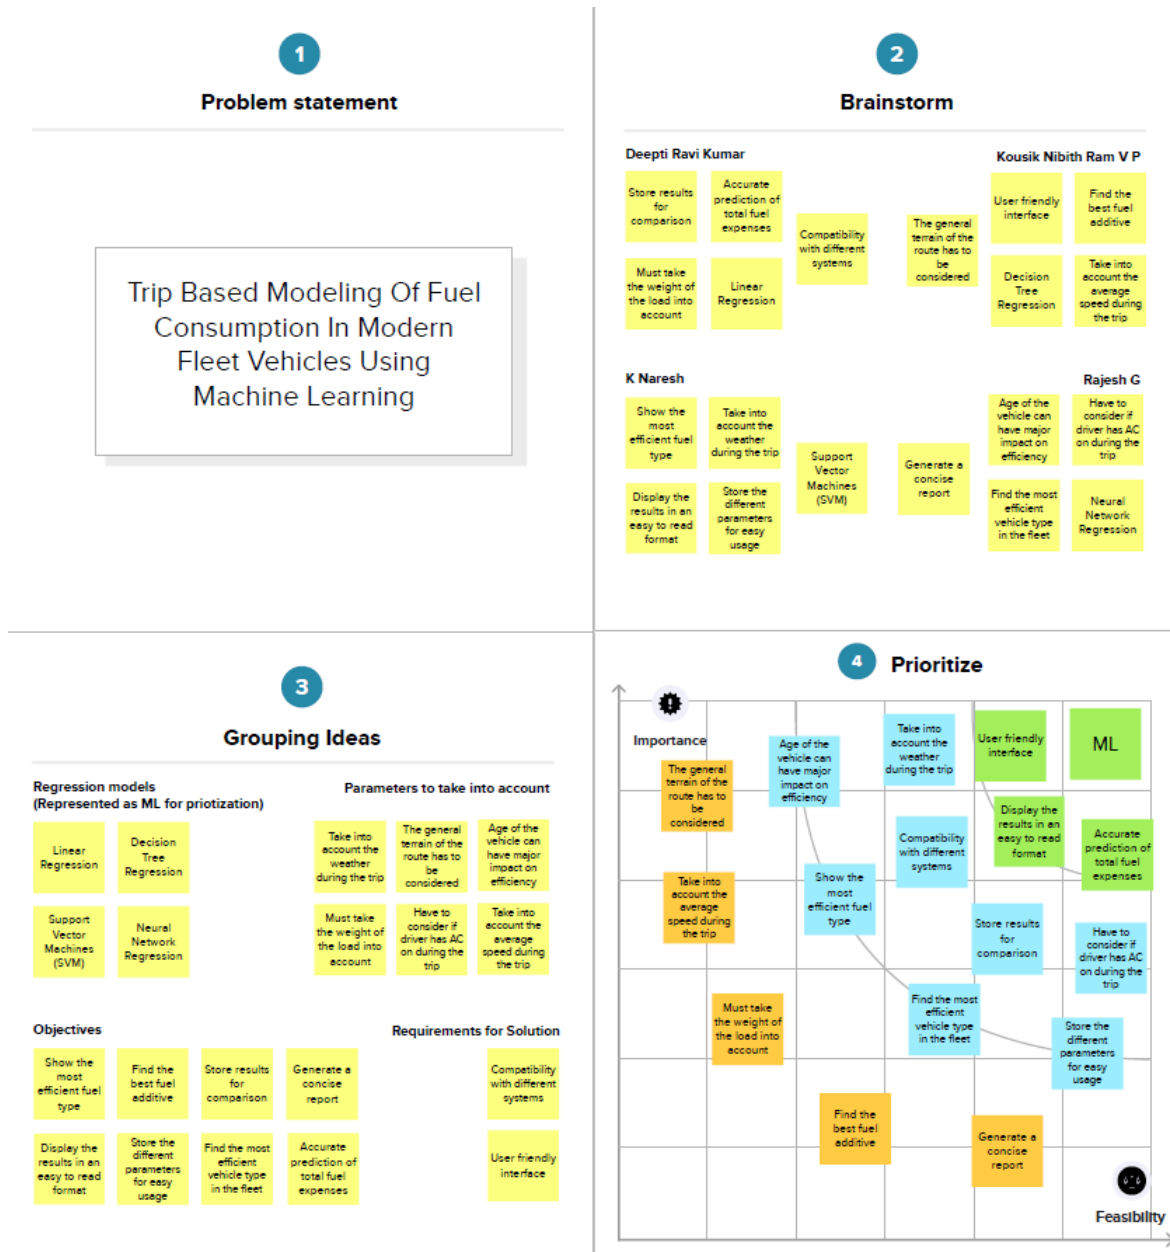 1
Problem statement
Trip Based Modeling Of Fuel
Consumption In Modern
Fleet Vehicles Using
Machine Learning
2
Brainstorm
Deepti Ravi Kumar
Store results
for
comparison
Accurate
prediction of
total fuel
expenses
Compatibility
with different
systems
Must take
the weight of
the load into
account
Linear
Regression
Kousik Nibith Ram V P
The general
terrain of the
route has to
be
considered
User friendly
interface
Find the
best fuel
additive
Decision
Tree
Regression
Take into
account the
average
speed during
the trip
K Naresh
Show the
most
efficient fuel
type
Take into
account the
weather
during the trip
Support
Vector
Machines
(SVM)
Display the
results in an
easy to read
format
Store the
different
parameters
for easy
usage
Rajesh G
Generate a
concise
report
Age of the
vehicle can
have major
impact on
efficiency
Have to
consider if
driver has AC
on during the
trip
Find the most
efficient
vehicle type
in the fleet
Neural
Network
Regression
3
Grouping Ideas
Regression models
(Represented as ML for priotization)
Linear
Regression
Decision
Tree
Regression
Support
Vector
Machines
(SVM)
Neural
Network
Regression
Parameters to take into account
Take into
account the
weather
during the trip
The general
terrain of the
route has to
be
considered
Age of the
vehicle can
have major
impact on
efficiency
Must take
the weight of
the load into
account
Have to
consider if
driver has AC
on during the
trip
Take into
account the
average
speed during
the trip
Objectives
Show the
most
efficient fuel
type
Find the
best fuel
additive
Store results
for
comparison
Generate a
concise
report
Display the
results in an
easy to read
format
Store the
different
parameters
for easy
usage
Find the most
efficient
vehicle type
in the fleet
Accurate
prediction of
total fuel
expenses
Requirements for Solution
Compatibility
with different
systems
User friendly
interface
4
Prioritize
Importance
The general
terrain of the
route has to
be
considered
Age of the
vehicle can
have major
impact on
efficiency
Take into
account the
weather
during the trip
User friendly
interface
ML
Display the
results in an
easy to read
format
Accurate
prediction of
total fuel
expenses
Compatibility
with different
systems
Take into
account the
average
speed during
the trip
Show the
most
efficient fuel
type
Store results
for
comparison
Have to
consider if
driver has AC
on during the
trip
Must take
the weight of
the load into
account
Find the most
efficient
vehicle type
in the fleet
Store the
different
parameters
for easy
usage
Find the
best fuel
additive
Generate a
concise
report
Feasibility